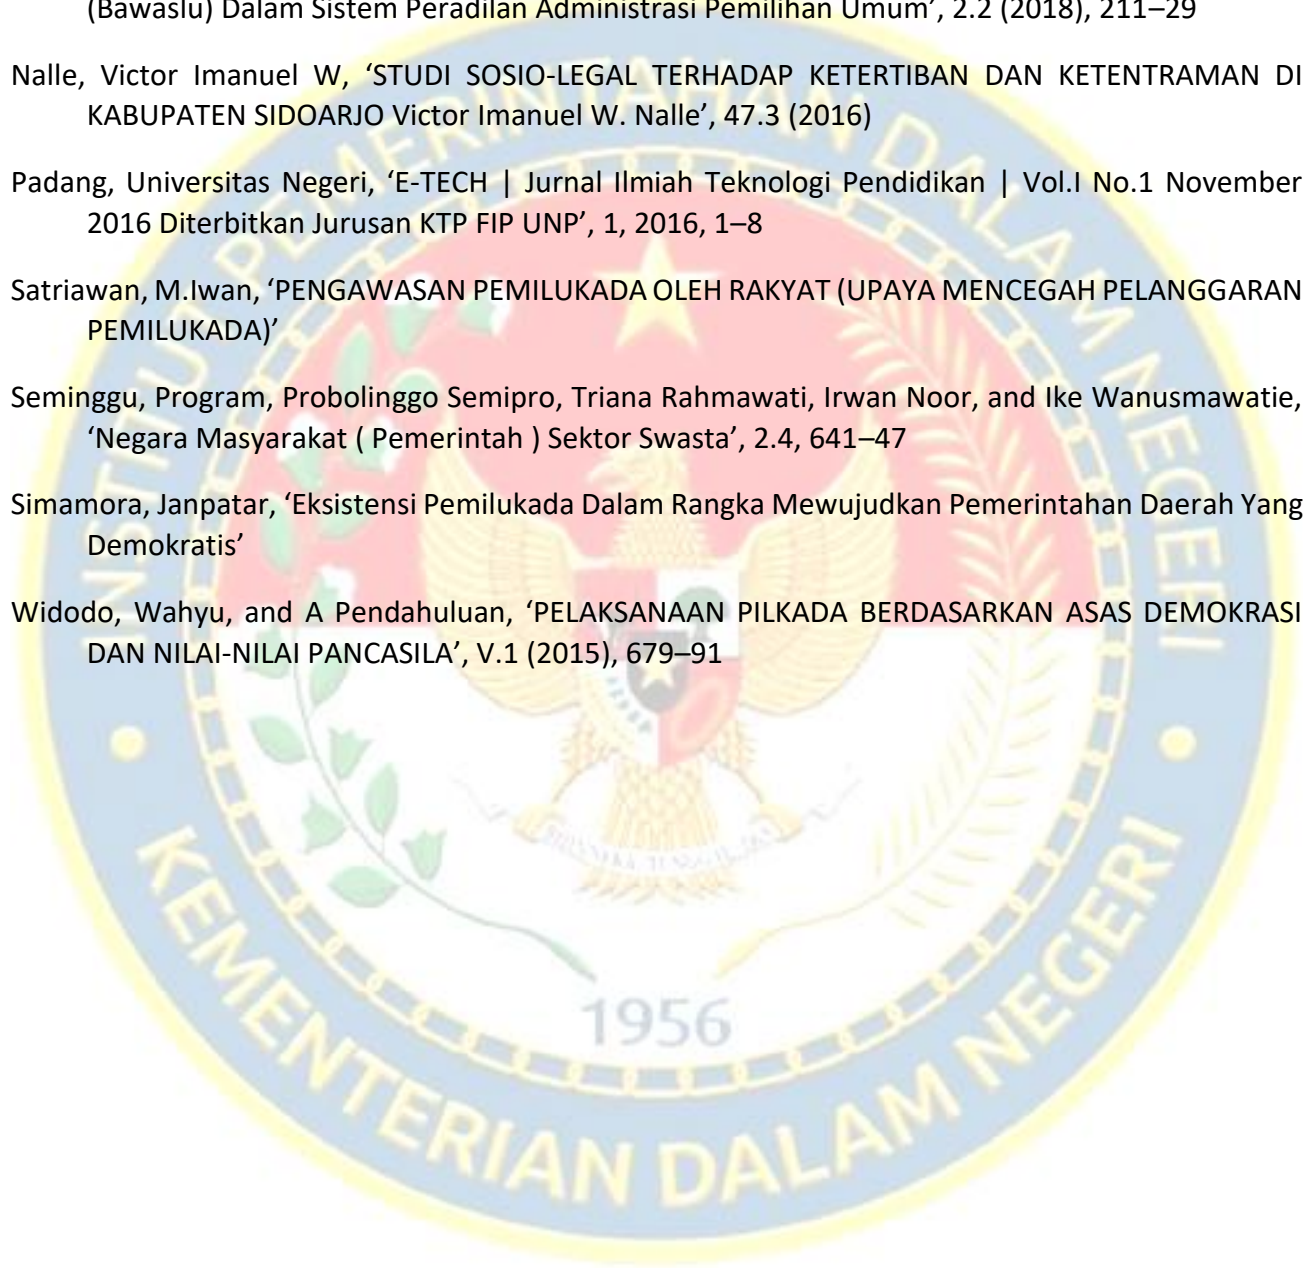 (Bawaslu) Dalam Sistem Peradilan Administrasi Pemilihan Umum’, 2.2 (2018), 211–29
Nalle, Victor Imanuel W, ‘STUDI SOSIO-LEGAL TERHADAP KETERTIBAN DAN KETENTRAMAN DI
KABUPATEN SIDOARJO Victor Imanuel W. Nalle’, 47.3 (2016)
Padang, Universitas Negeri, ‘E-TECH | Jurnal Ilmiah Teknologi Pendidikan | Vol.I No.1 November
2016 Diterbitkan Jurusan KTP FIP UNP’, 1, 2016, 1–8
Satriawan, M.Iwan, ‘PENGAWASAN PEMILUKADA OLEH RAKYAT (UPAYA MENCEGAH PELANGGARAN
PEMILUKADA)’
Seminggu, Program, Probolinggo Semipro, Triana Rahmawati, Irwan Noor, and Ike Wanusmawatie,
‘Negara Masyarakat ( Pemerintah ) Sektor Swasta’, 2.4, 641–47
Simamora, Janpatar, ‘Eksistensi Pemilukada Dalam Rangka Mewujudkan Pemerintahan Daerah Yang
Demokratis’
Widodo, Wahyu, and A Pendahuluan, ‘PELAKSANAAN PILKADA BERDASARKAN ASAS DEMOKRASI
DAN NILAI-NILAI PANCASILA’, V.1 (2015), 679–91
INSTITUT PEMERINTAHAN DALAM NEGERI
1956
KEMENTERIAN DALAM NEGERI